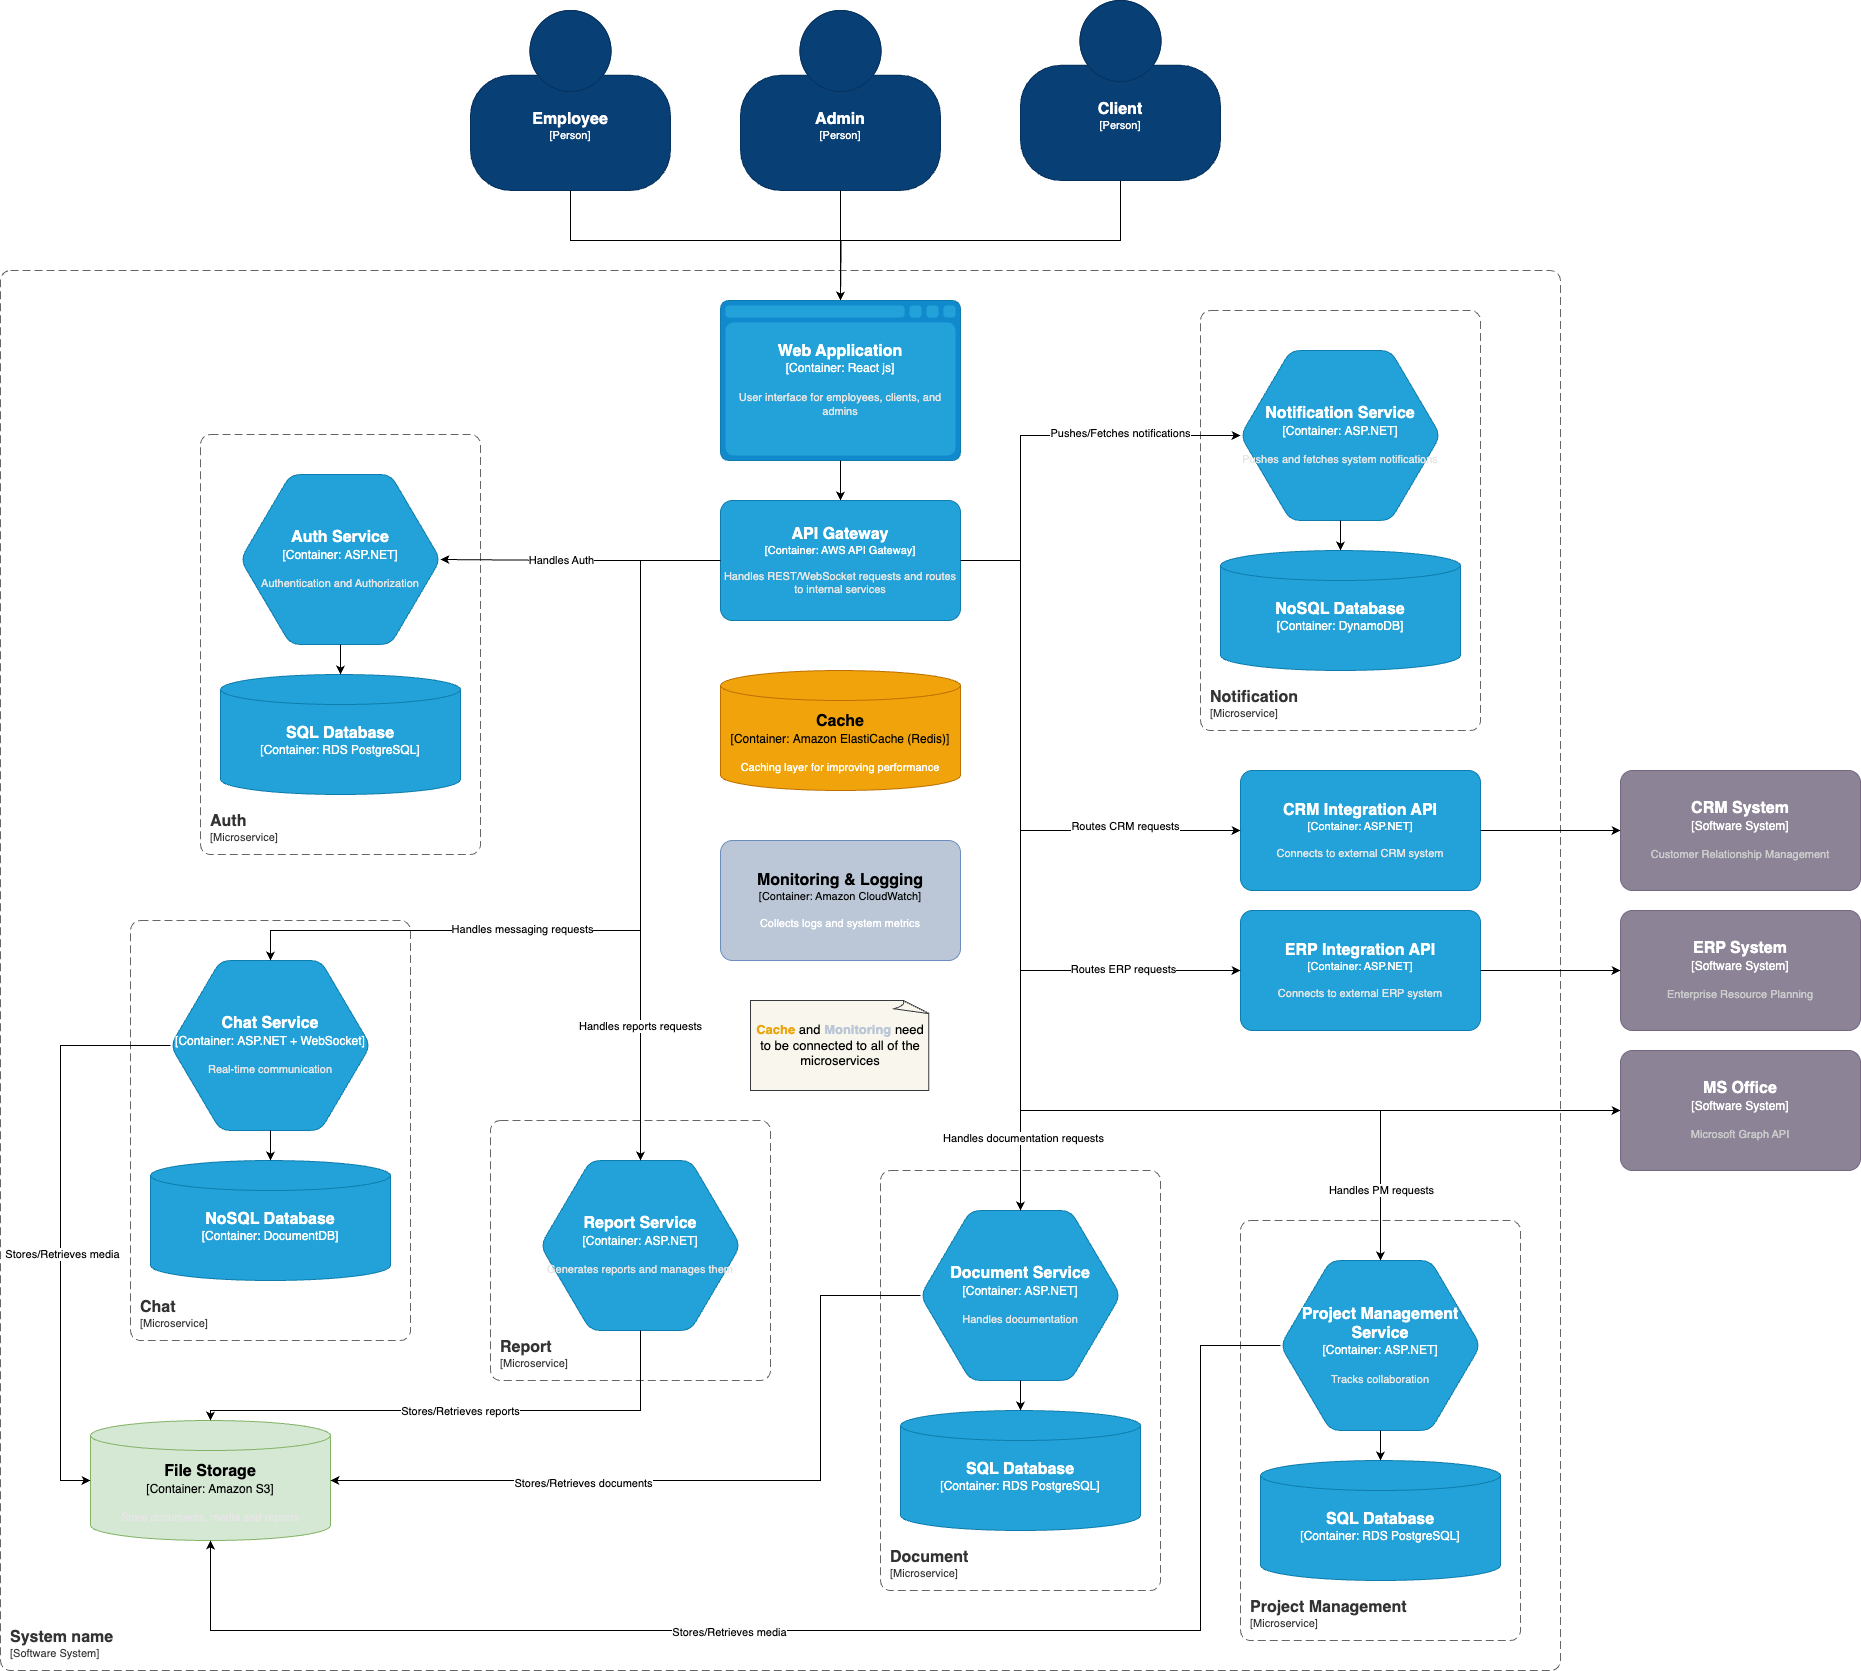 Employee
[Person]
Admin
[Person]
Client
[Person]
Web Application
[Container: React js]
User interface for employees, clients, and
admins
Notification Service
[Container: ASP.NET]
Pushes and fetches system notifications
Pushes/Fetches notifications
NoSQL Database
[Container: DynamoDB]
Notification
[Microservice]
API Gateway
[Container: AWS API Gateway]
Handles REST/WebSocket requests and routes
to internal services
Handles Auth
Auth Service
[Container: ASP.NET]
Authentication and Authorization
SQL Database
[Container: RDS PostgreSQL]
Auth
[Microservice]
Cache
[Container: Amazon ElastiCache (Redis)]
Caching layer for improving performance
Monitoring & Logging
[Container: Amazon CloudWatch]
Collects logs and system metrics
Cache and Monitoring need
to be connected to all of the
microservices
Routes CRM requests
CRM Integration API
[Container: ASP.NET]
Connects to external CRM system
CRM System
[Software System]
Customer Relationship Management
Routes ERP requests
ERP Integration API
[Container: ASP.NET]
Connects to external ERP system
ERP System
[Software System]
Enterprise Resource Planning
MS Office
[Software System]
Microsoft Graph API
Handles messaging requests
Chat Service
[Container: ASP.NET + WebSocket]
Real-time communication
NoSQL Database
[Container: DocumentDB]
Chat
[Microservice]
Stores/Retrieves media
Handles reports requests
Report Service
[Container: ASP.NET]
Generates reports and manages them
Report
[Microservice]
Stores/Retrieves reports
Handles documentation requests
Document Service
[Container: ASP.NET]
Handles documentation
SQL Database
[Container: RDS PostgreSQL]
Document
[Microservice]
Stores/Retrieves documents
Handles PM requests
Project Management
Service
[Container: ASP.NET]
Tracks collaboration
SQL Database
[Container: RDS PostgreSQL]
Project Management
[Microservice]
File Storage
[Container: Amazon S3]
Store documents, media and reports
Stores/Retrieves media
System name
[Software System]